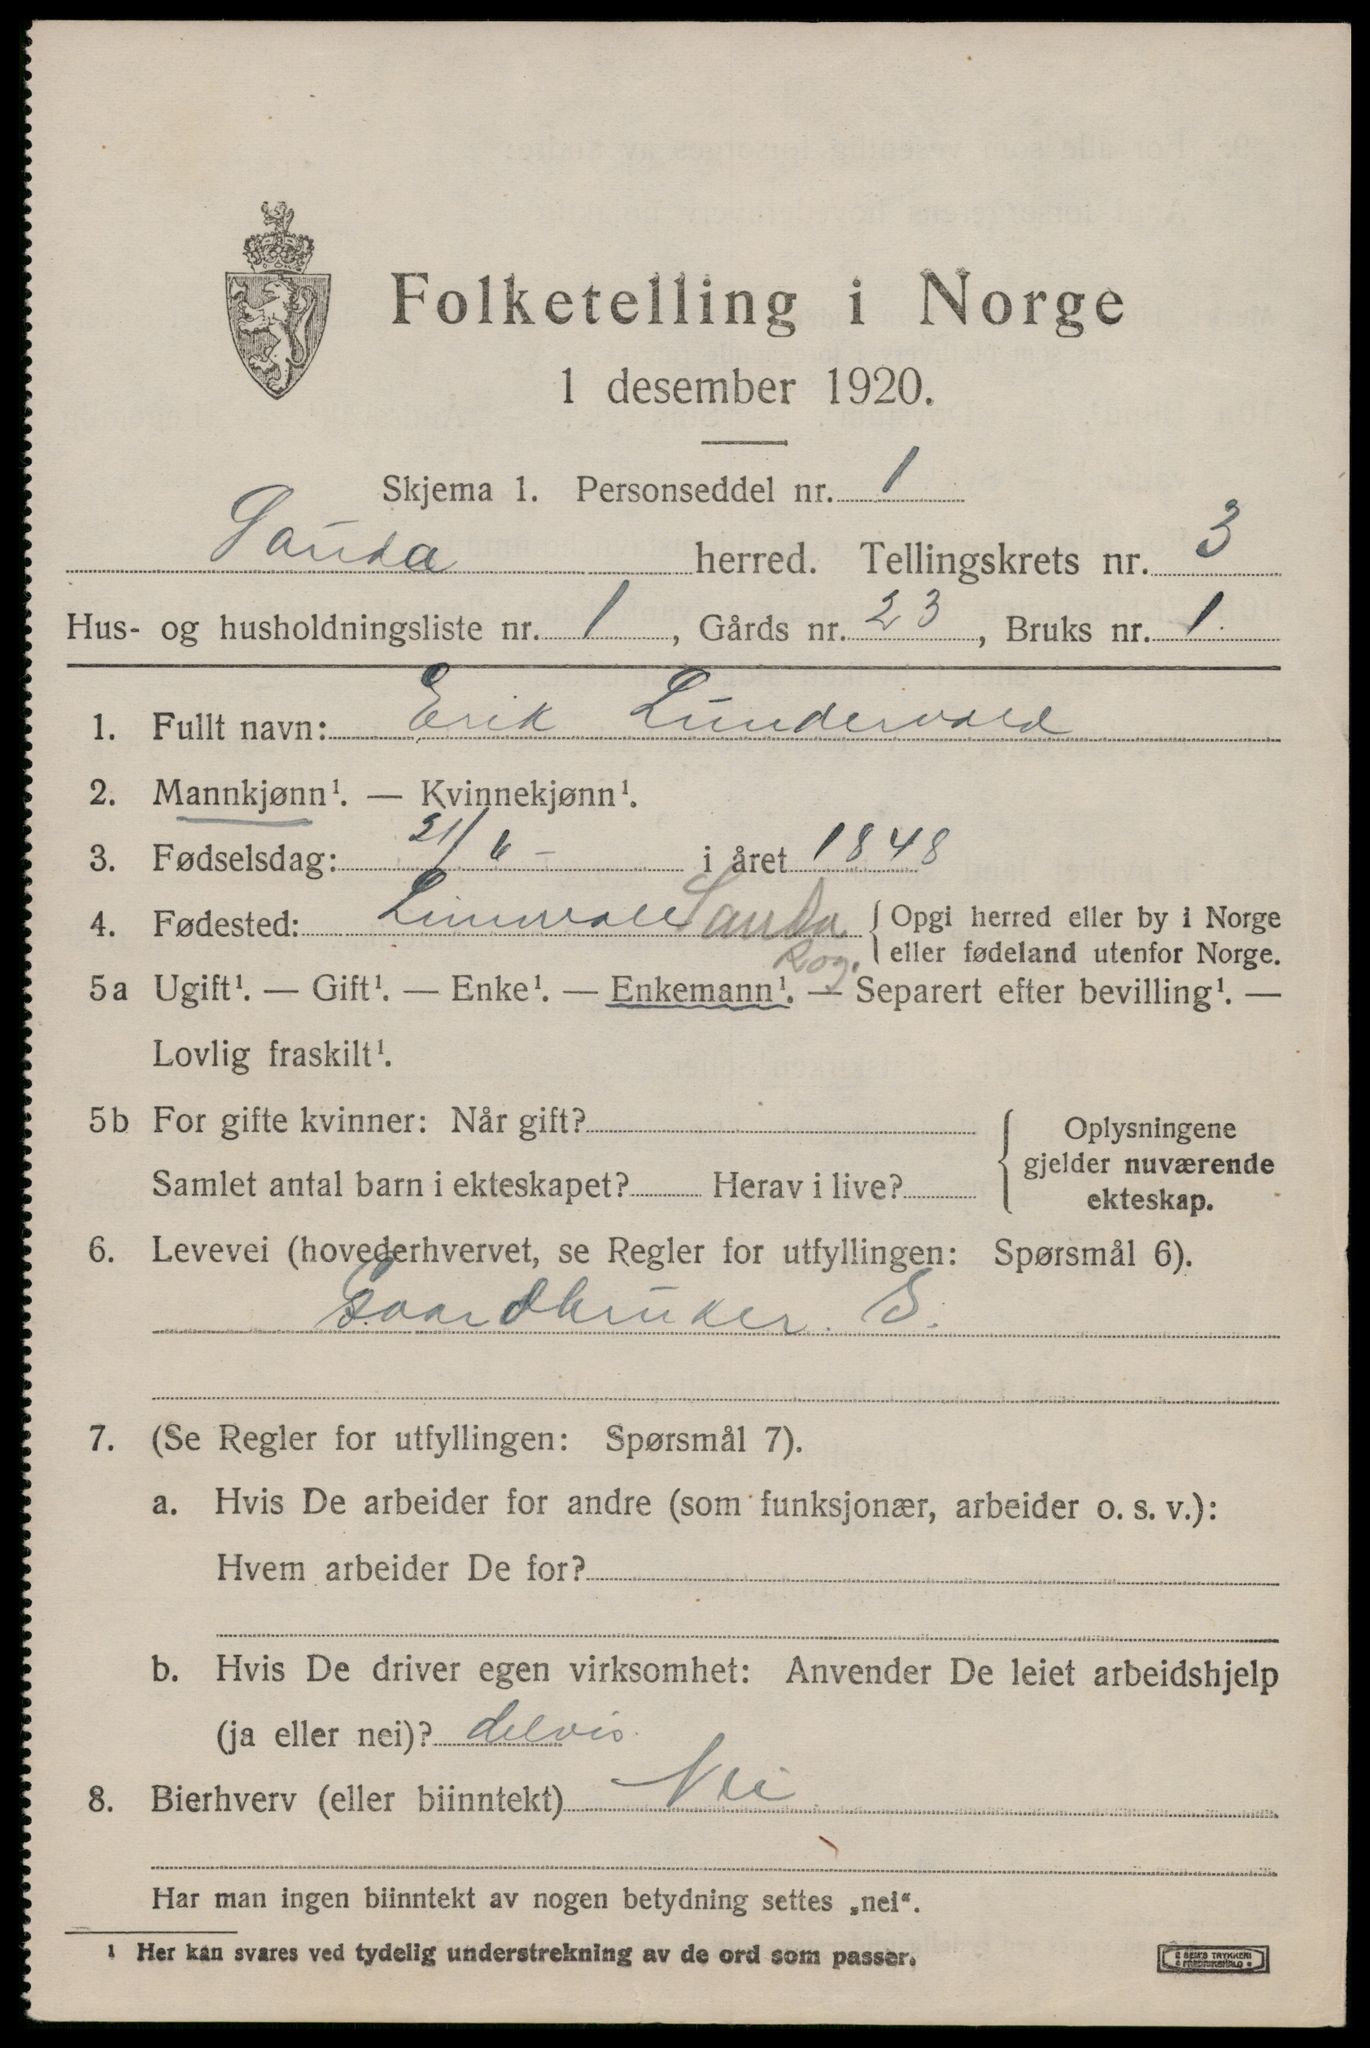 Folketelling i Norge
1 desember 1920.
Skjema 1. Personseddel nr. 1
Sauda herred. Tellingskrets nr. 3
Hus- og husholdningsliste nr. 1, Gårds nr. 23, Bruks nr. 1
1. Fullt navn: Erik Lundervold
2. Mannkjønn¹. — Kvinnekjønn¹.
3. Fødselsdag: 21/6 - i året 1848
4. Fødested: Sauda { Opgi herred eller by i Norge
Rog. eller fødeland utenfor Norge.
5a Ugift¹. — Gift¹. — Enke¹. — Enkemann¹. — Separert efter bevilling¹. —
Lovlig fraskilt¹.
5b For gifte kvinner: Når gift? { Oplysningene
gjelder nuværende
Samlet antal barn i ekteskapet? Herav i live? ekteskap.
6. Levevei (hovederhvervet, se Regler for utfyllingen: Spørsmål 6).
Gaardbruker. S.
7. (Se Regler for utfyllingen: Spørsmål 7).
a. Hvis De arbeider for andre (som funksjonær, arbeider o. s. v.):
Hvem arbeider De for?
b. Hvis De driver egen virksomhet: Anvender De leiet arbeidshjelp
(ja eller nei)? delvis.
8. Bierhverv (eller biinntekt) Nei
Har man ingen biinntekt av nogen betydning settes „nei“.
1 Her kan svares ved tydelig understrekning av de ord som passer.
SEM'S TRYKKERI
FREDRIKSHALD